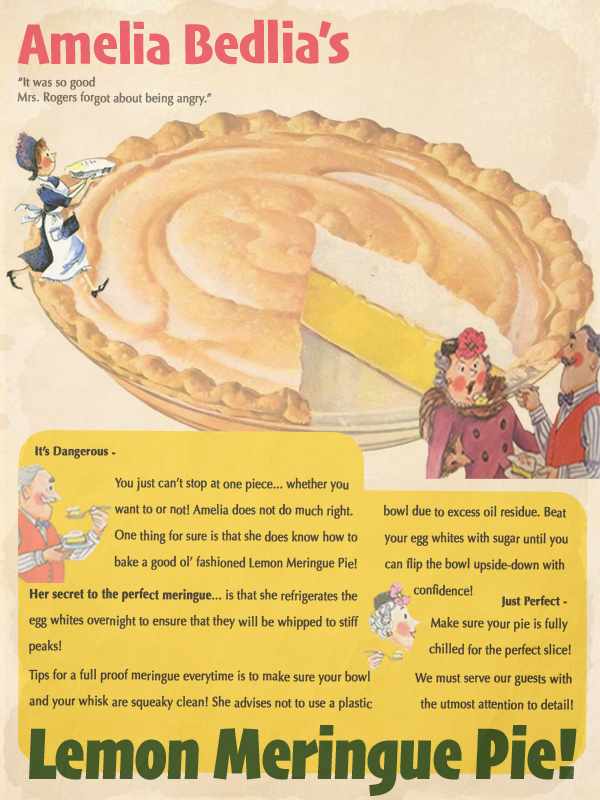 Amelia Bedlia's
“It was so good
Mrs. Rogers forgot about being angry.”
It's Dangerous -
You just can't stop at one piece... whether you
want to or not! Amelia does not do much right.
One thing for sure is that she does know how to
bake a good ol' fashioned Lemon Meringue Pie!
Her secret to the perfect meringue... is that she refrigerates the
egg whites overnight to ensure that they will be whipped to stiff
peaks!
Tips for a full proof meringue everytime is to make sure your bowl
and your whisk are squeaky clean! She advises not to use a plastic
bowl due to excess oil residue. Beat
your egg whites with sugar until you
can flip the bowl upside-down with
confidence!
Just Perfect -
Make sure your pie is fully
chilled for the perfect slice!
We must serve our guests with
the utmost attention to detail!
Lemon Meringue Pie!